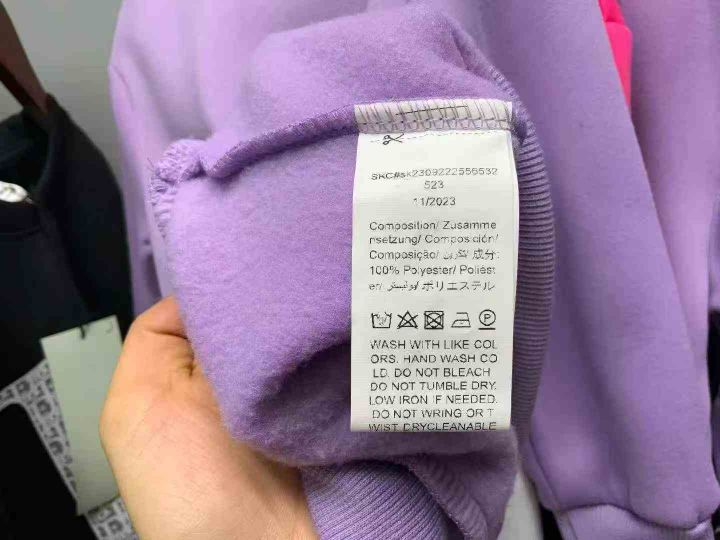 SKC#sk2309222556532
523
11/2023
Composition/ Zusamme
nsetzung/ Composición/
Composição/ تكوين/ 成分:
100% Polyester/ Poliést
er/ بوليستر/ ポリエステル
WASH WITH LIKE COL
ORS. HAND WASH CO
LD. DO NOT BLEACH
DO NOT TUMBLE DRY.
LOW IRON IF NEEDED.
DO NOT WRING OR T
WIST. DRYCLEANABLE